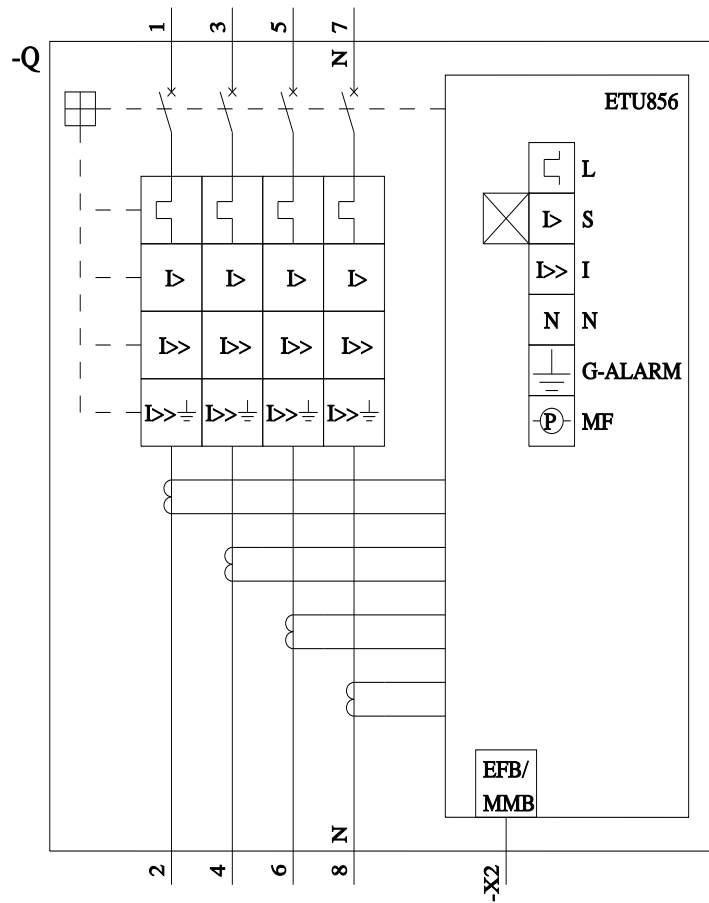 1 3 5 7
N
-Q
ETU856
L
I> S
I>> I
N N
G-ALARM
P MF
I> I> I> I>
I>> I>> I>> I>>
I>> I>> I>> I>>
EFB/
MMB
N
2 4 6 8
-X2